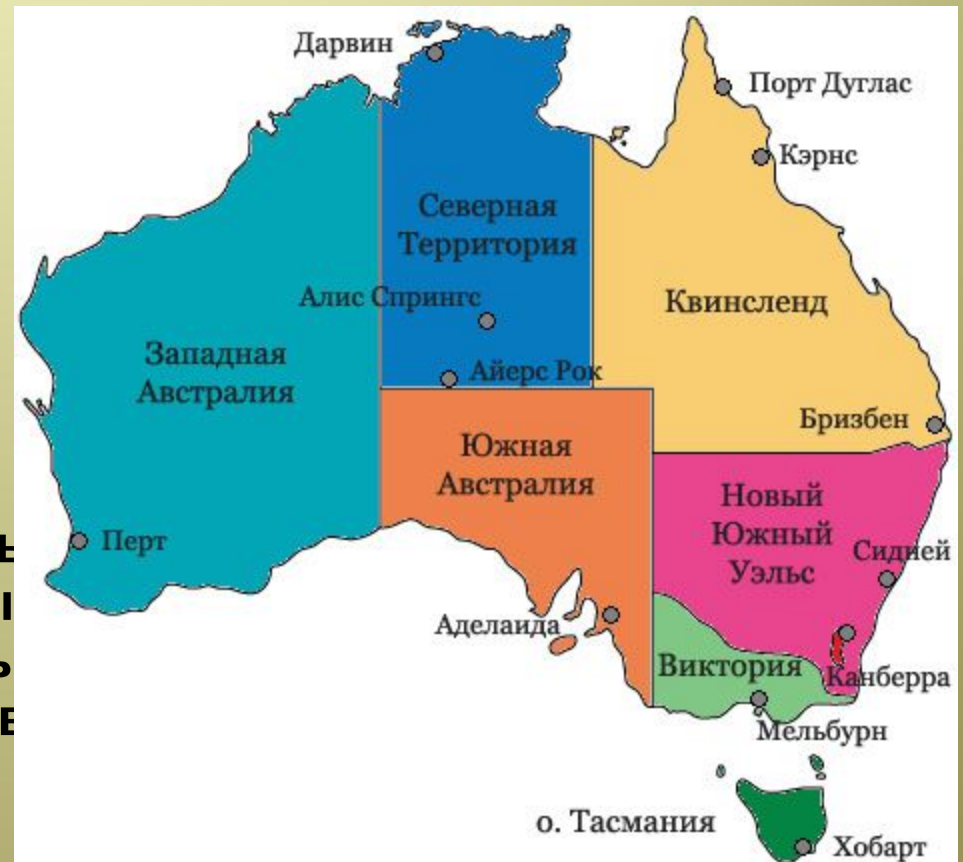 Дарвин
Порт Дуглас
Кэрнс
Северная
Территория
Алис Спрингс
Квинсленд
Западная
Австралия
Айерс Рок
Бризбен
Южная
Австралия
Новый
Южный
Уэльс
Перт
Сидней
Аделаида
Виктория
Канберра
Мельбурн
о. Тасмания
Хобарт